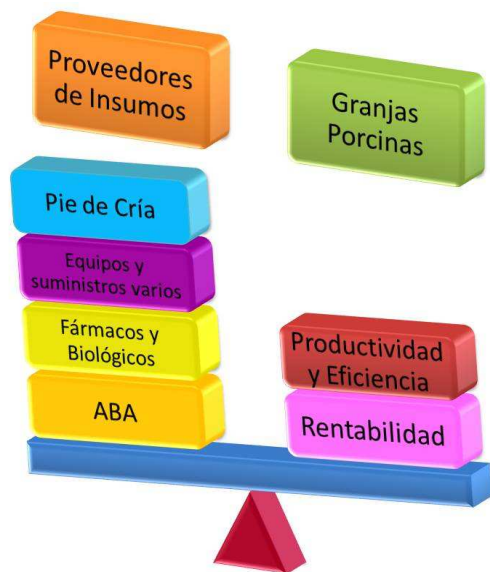 Proveedores
de Insumos
Granjas
Porcinas
Pie de Cría
Equipos y
suministros varios
Fármacos y
Biológicos
ABA
Productividad
y Eficiencia
Rentabilidad